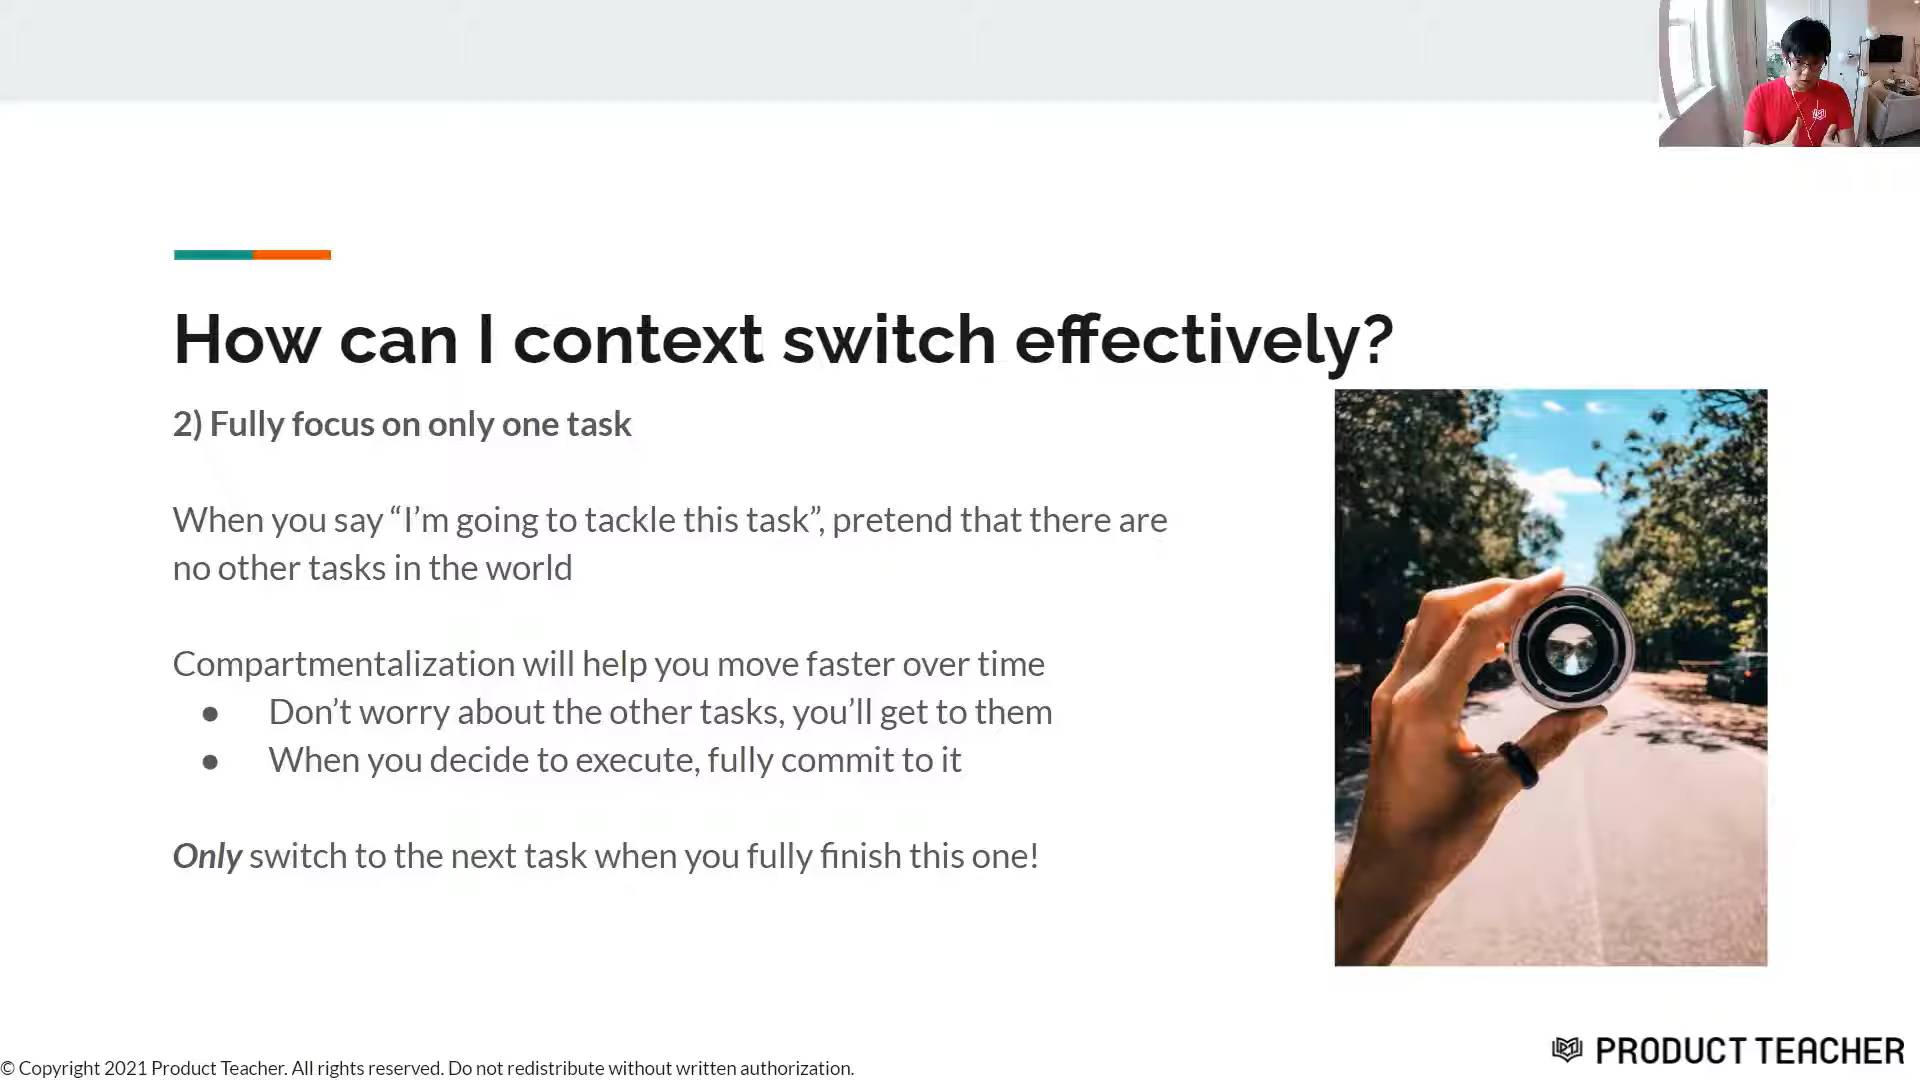 How can I context switch effectively?
2) Fully focus on only one task
When you say “I’m going to tackle this task”, pretend that there are
no other tasks in the world
Compartmentalization will help you move faster over time
● Don’t worry about the other tasks, you’ll get to them
● When you decide to execute, fully commit to it
Only switch to the next task when you fully finish this one!
PRODUCT TEACHER
© Copyright 2021 Product Teacher. All rights reserved. Do not redistribute without written authorization.